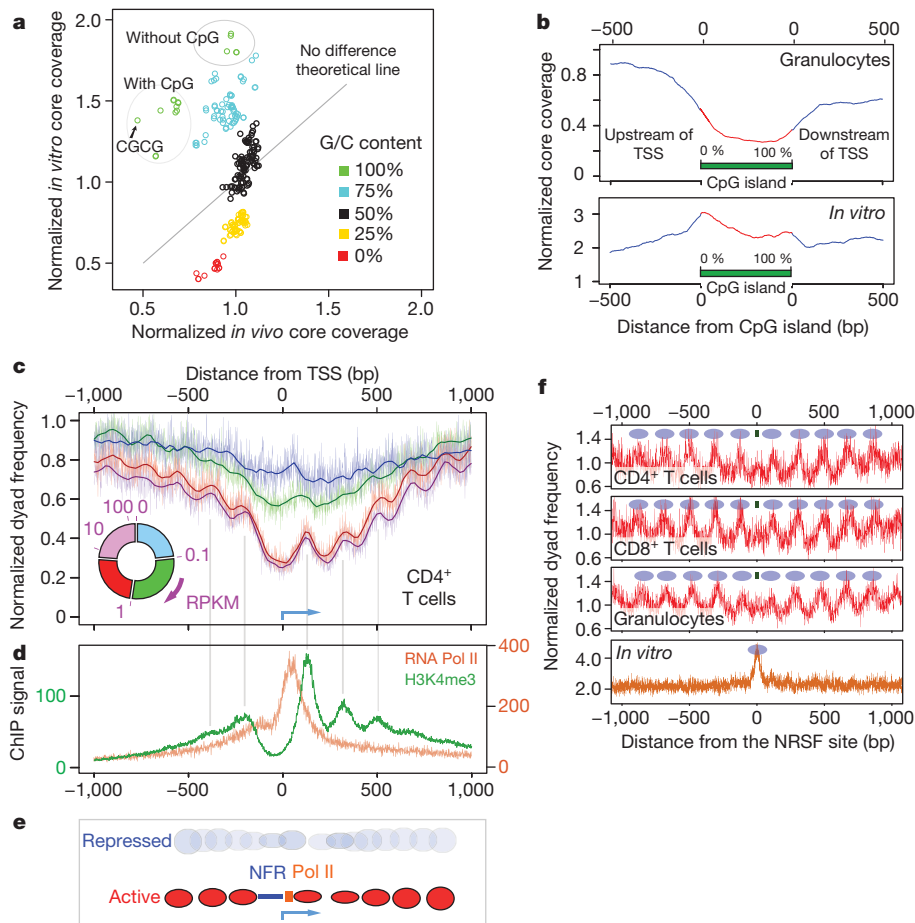 a
2.0
1.5
1.0
0.5
Normalized in vitro core coverage
Without CpG
With CpG
CGCG
No difference
theoretical line
G/C content
100%
75%
50%
25%
0%
0.5 1.0 1.5 2.0
Normalized in vivo core coverage
b
−500 0 0 500
Normalized core coverage
0.8
0.4
0
Granulocytes
Upstream of
TSS
Downstream
of TSS
0 % 100 %
CpG island
3
2
1
In vitro
0 % 100 %
CpG island
−500 0 0 500
Distance from CpG island (bp)
c
Distance from TSS (bp)
−1,000 −500 0 500 1,000
Normalized dyad frequency
1.0
0.8
0.6
0.4
0.2
0
100 0
10
0.1
1
RPKM
CD4+
T cells
d
ChIP signal
100
0
RNA Pol II
H3K4me3
400
200
0
−1,000 −500 0 500 1,000
e
Repressed
NFR Pol II
Active
f
−1,000 −500 0 500 1,000
Normalized dyad frequency
1.4
1.0
0.6
CD4+ T cells
1.4
1.0
0.6
CD8+ T cells
1.4
1.0
0.6
Granulocytes
In vitro
4.0
2.0
−1,000 −500 0 500 1,000
Distance from the NRSF site (bp)